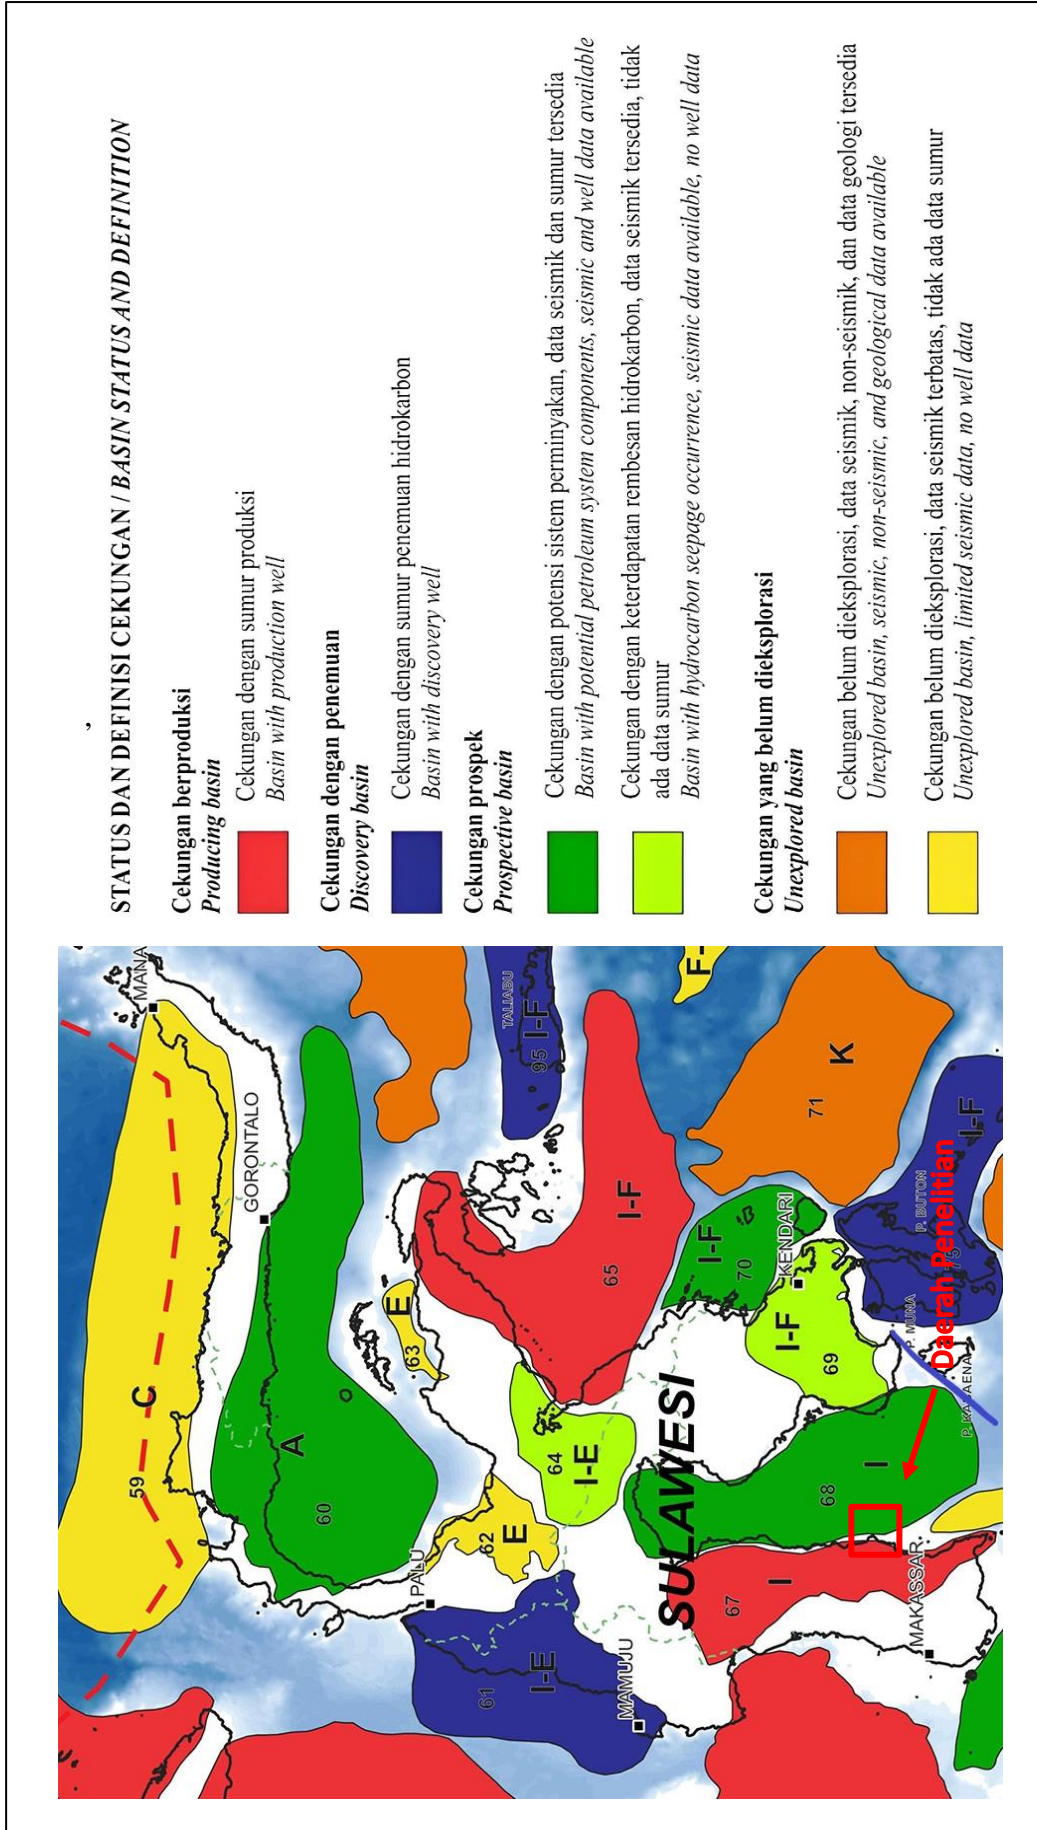 STATUS DAN DEFINISI CEKUNGAN / BASIN STATUS AND DEFINITION
Cekungan berproduksi
Producing basin
Cekungan dengan sumur produksi
Basin with production well
Cekungan dengan penemuan
Discovery basin
Cekungan dengan sumur penemuan hidrokarbon
Basin with discovery well
Cekungan prospek
Prospective basin
Cekungan dengan potensi sistem perminyakan, data seismik dan sumur tersedia
Basin with potential petroleum system components, seismic and well data available
Cekungan dengan keterdapatan rembesan hidrokarbon, data seismik tersedia, tidak
ada data sumur
Basin with hydrocarbon seepage occurrence, seismic data available, no well data
Cekungan yang belum dieksplorasi
Unexplored basin
Cekungan belum dieksplorasi, data seismik, non-seismik, dan data geologi tersedia
Unexplored basin, seismic, non-seismic, and geological data available
Cekungan belum dieksplorasi, data seismik terbatas, tidak ada data sumur
Unexplored basin, limited seismic data, no well data
MANA
59
C
GORONTALO
A
60
PALU
E
63
62
E
TALIABU
95
I-F
F-
61
I-E
64
I-E
65
I-F
MAMUJU
SULAWESI
I-F
70
K
71
KENDARI
I-F
69
67
I
68
I
P. BUTON
75
I-F
P. MUNA
Daerah Penelitian
MAKASSAR